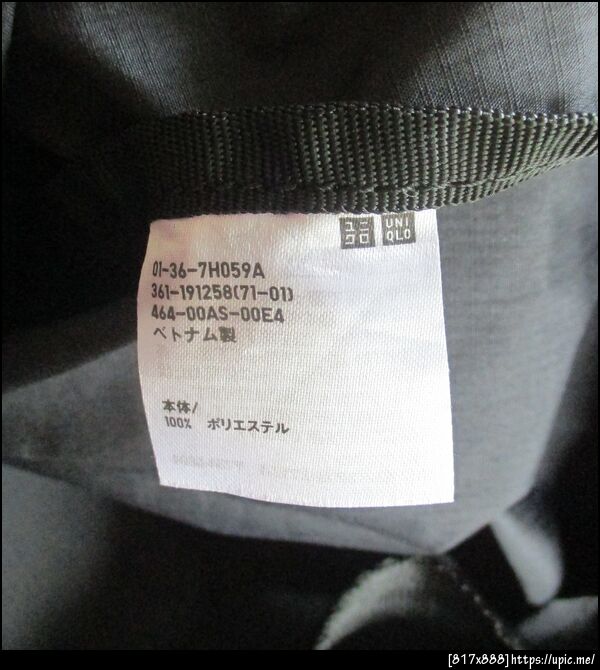 ユニ
クロ
UNI
QLO
01-36-7H059A
361-191258(71-01)
464-00AS-00E4
ベトナム製
本体/
100% ポリエステル
[817x888]https://upic.me/